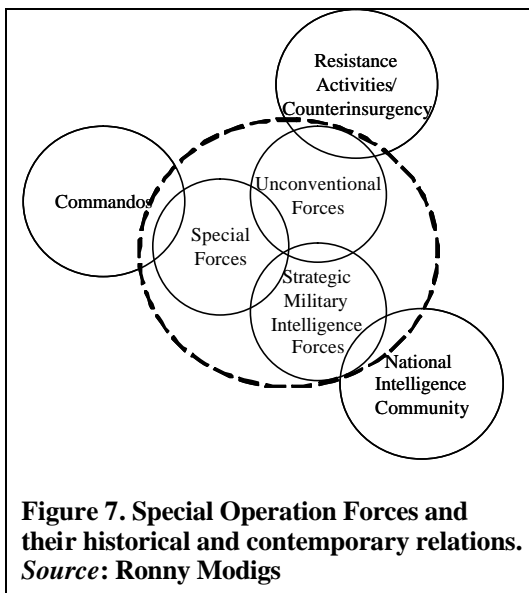 Resistance
Activities/
Counterinsurgency
Commandos
Unconventional
Forces
Special
Forces
Strategic
Military
Intelligence
Forces
National
Intelligence
Community
Figure 7. Special Operation Forces and
their historical and contemporary relations.
Source: Ronny Modigs